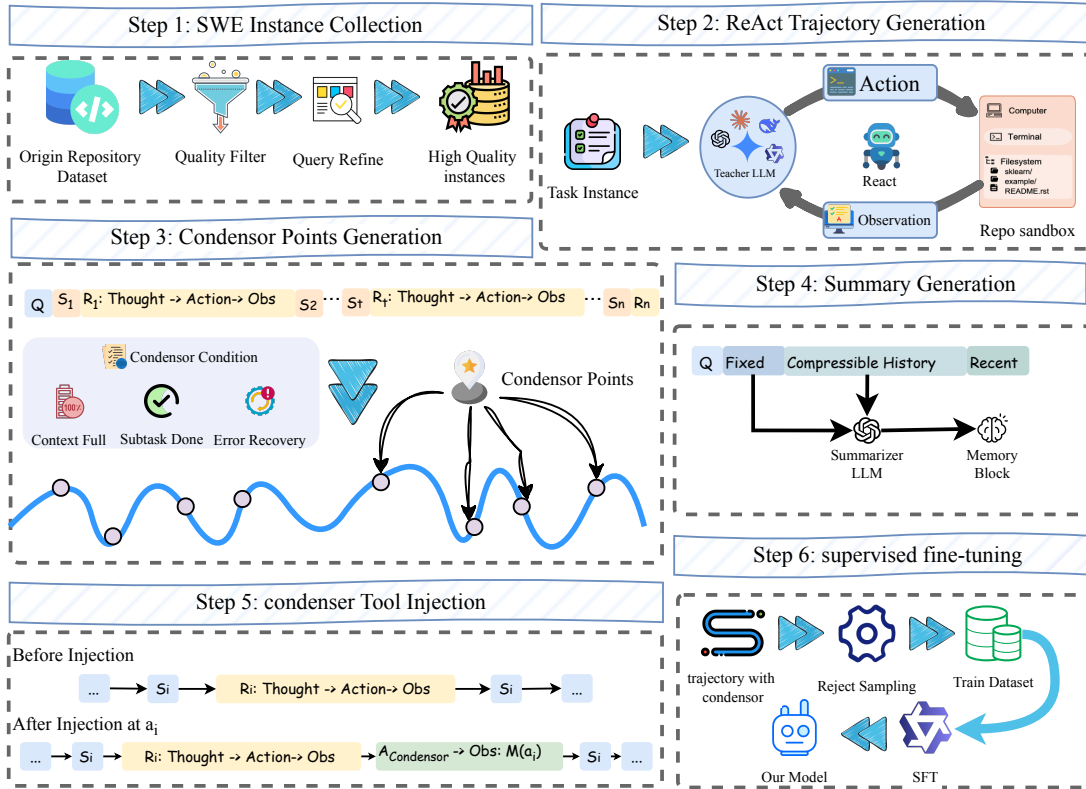 Step 1: SWE Instance Collection
Origin Repository
Dataset
Quality Filter
Query Refine
High Quality
instances
Step 2: ReAct Trajectory Generation
Task Instance
Teacher LLM
Action
React
Observation
Computer
Terminal
Filesystem
sklearn/
example/
README.rst
Repo sandbox
Step 3: Condensor Points Generation
Q S1 R1: Thought -> Action-> Obs S2 ... St Rt: Thought -> Action-> Obs ... Sn Rn
Condensor Condition
100%
Context Full
Subtask Done
Error Recovery
Condensor Points
Step 4: Summary Generation
Q Fixed Compressible History Recent
Summarizer
LLM
Memory
Block
Step 5: condenser Tool Injection
Before Injection
... Si Ri: Thought -> Action-> Obs Si ...
After Injection at ai
... Si Ri: Thought -> Action-> Obs ACondensor -> Obs: M(ai) Si ...
Step 6: supervised fine-tuning
trajectory with
condensor
Reject Sampling
Train Dataset
Our Model
SFT